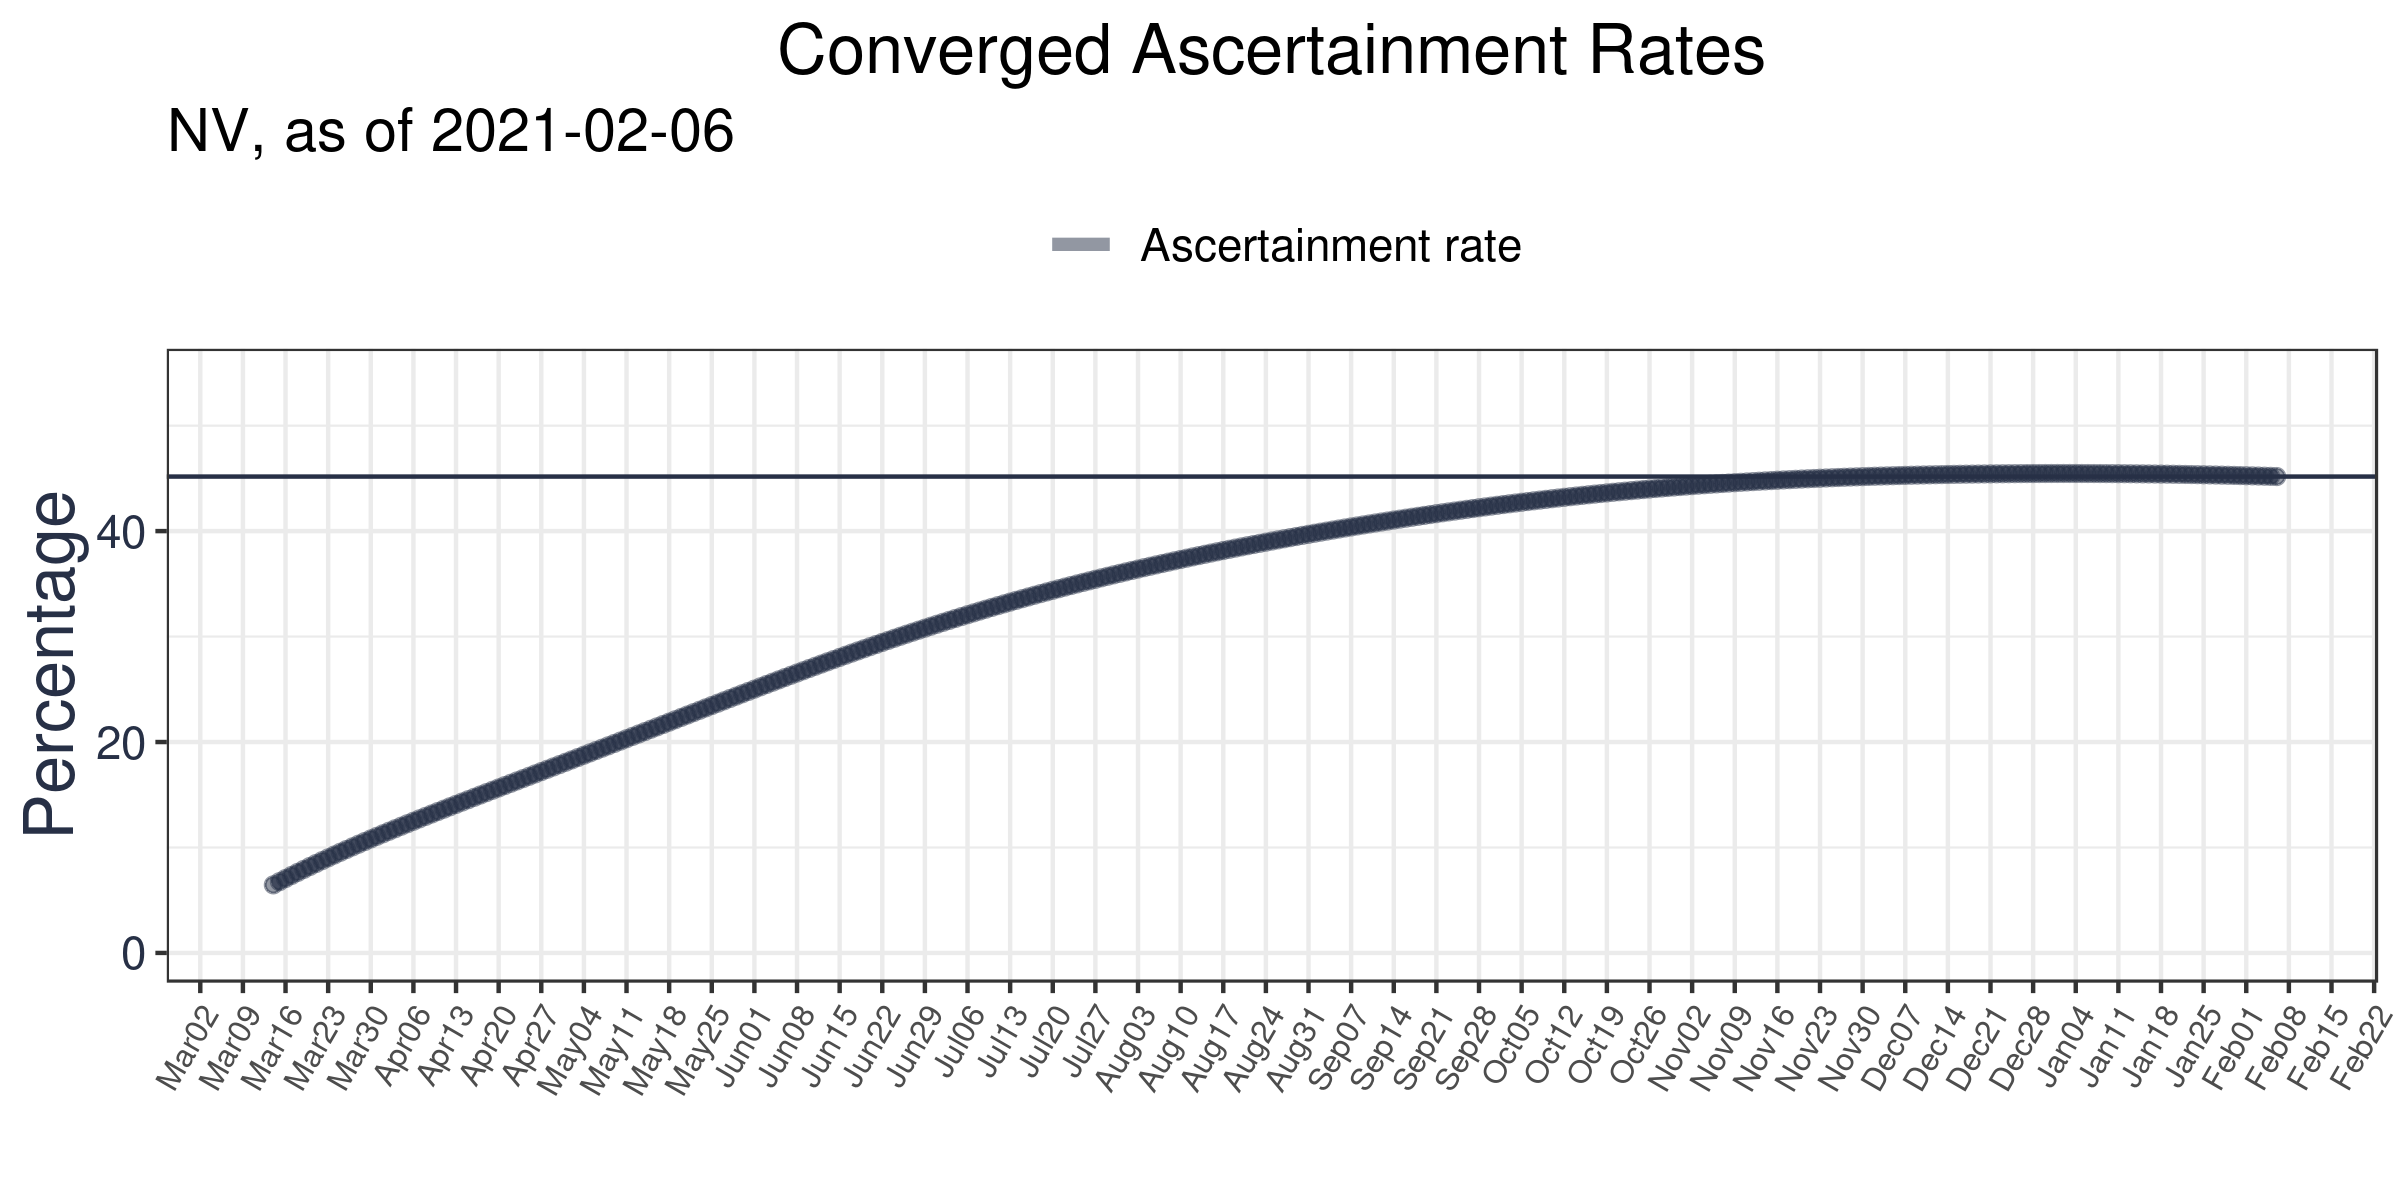 Converged Ascertainment Rates
NV, as of 2021-02-06
Ascertainment rate
Percentage
40
20
0
Mar02
Mar09
Mar16
Mar23
Mar30
Apr06
Apr13
Apr20
Apr27
May04
May11
May18
May25
Jun01
Jun08
Jun15
Jun22
Jun29
Jul06
Jul13
Jul20
Jul27
Aug03
Aug10
Aug17
Aug24
Aug31
Sep07
Sep14
Sep21
Sep28
Oct05
Oct12
Oct19
Oct26
Nov02
Nov09
Nov16
Nov23
Nov30
Dec07
Dec14
Dec21
Dec28
Jan04
Jan11
Jan18
Jan25
Feb01
Feb08
Feb15
Feb22